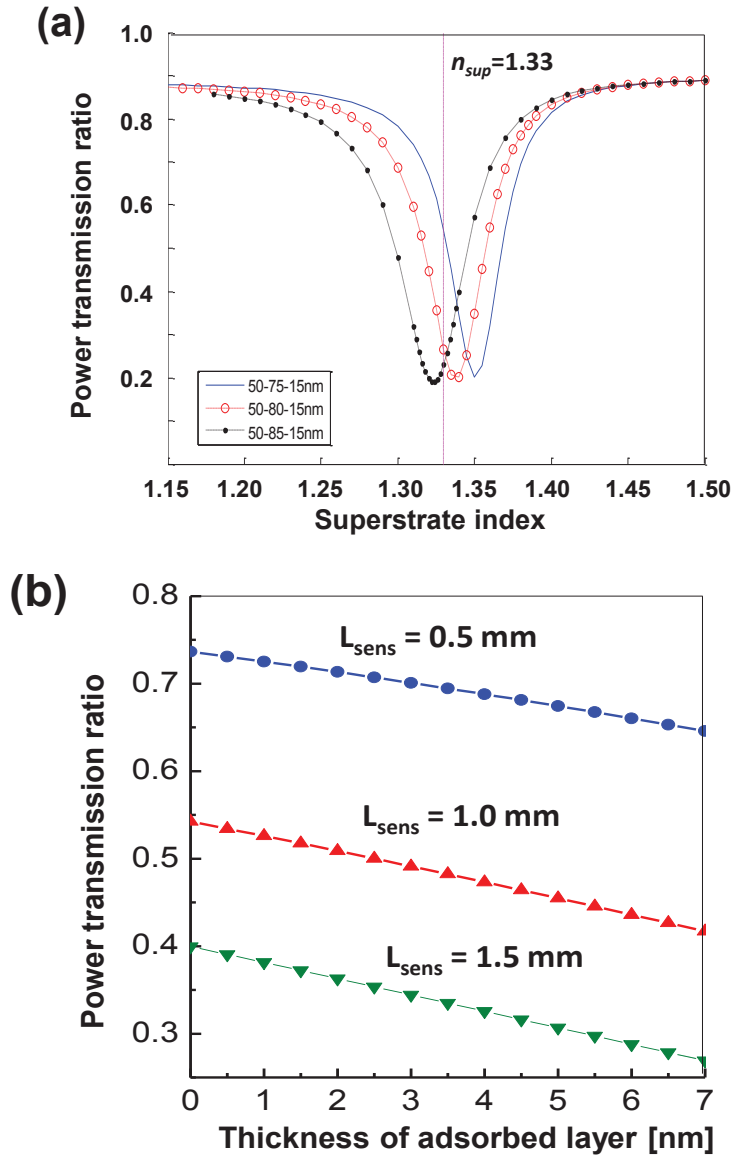 (a)
n_sup=1.33
Power transmission ratio
1.0
0.8
0.6
0.4
0.2
50-75-15nm
50-80-15nm
50-85-15nm
1.15 1.20 1.25 1.30 1.35 1.40 1.45 1.50
Superstrate index
(b)
Power transmission ratio
0.8
0.7
0.6
0.5
0.4
0.3
L_sens = 0.5 mm
L_sens = 1.0 mm
L_sens = 1.5 mm
0 1 2 3 4 5 6 7
Thickness of adsorbed layer [nm]